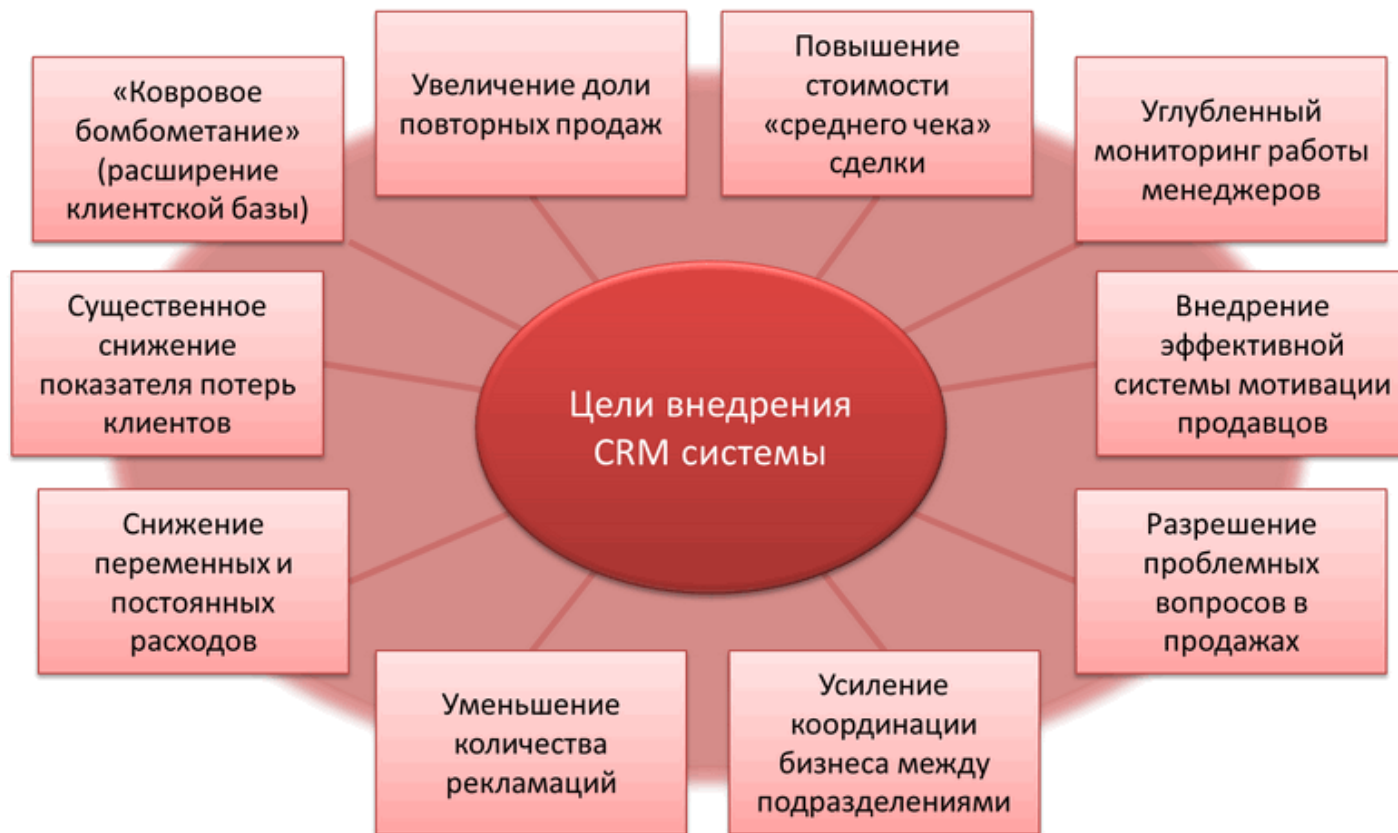 «Ковровое
бомбометание»
(расширение
клиентской базы)
Увеличение доли
повторных продаж
Повышение
стоимости
«среднего чека»
сделки
Углубленный
мониторинг работы
менеджеров
Существенное
снижение
показателя потерь
клиентов
Цели внедрения
CRM системы
Внедрение
эффективной
системы мотивации
продавцов
Снижение
переменных и
постоянных
расходов
Уменьшение
количества
рекламаций
Усиление
координации
бизнеса между
подразделениями
Разрешение
проблемных
вопросов в
продажах